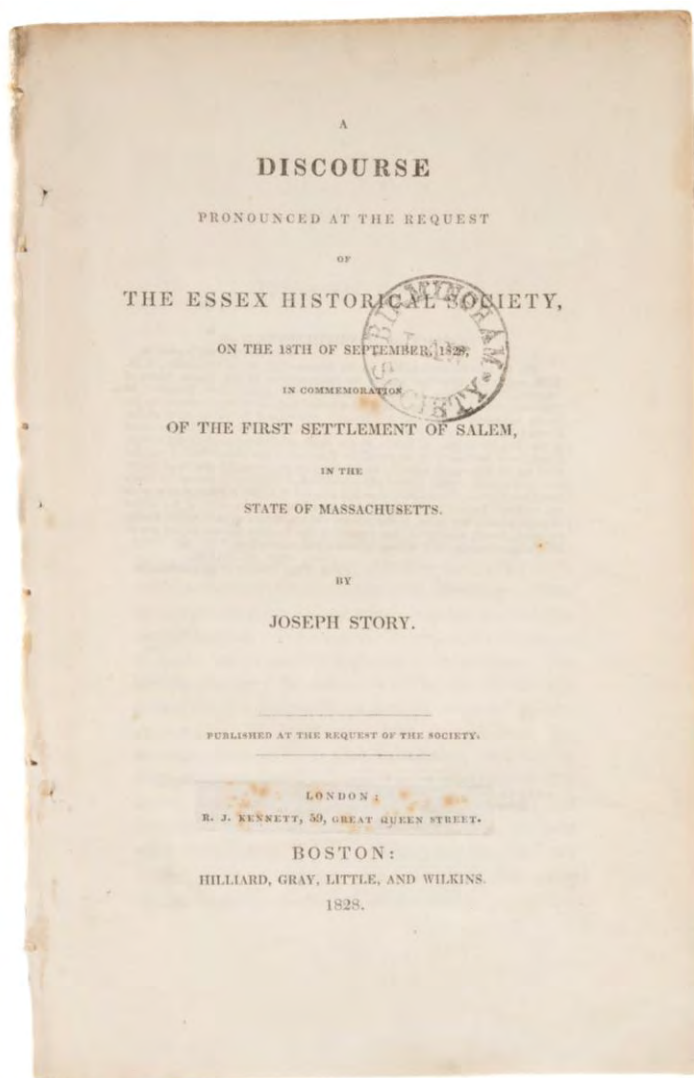 A
DISCOURSE
PRONOUNCED AT THE REQUEST
OF
THE ESSEX HISTORICAL SOCIETY,
ON THE 18TH OF SEPTEMBER, 1828,
IN COMMEMORATION
OF THE FIRST SETTLEMENT OF SALEM,
IN THE
STATE OF MASSACHUSETTS.
BY
JOSEPH STORY.
PUBLISHED AT THE REQUEST OF THE SOCIETY.
LONDON:
R. J. KENNETT, 59, GREAT QUEEN STREET.
BOSTON:
HILLIARD, GRAY, LITTLE, AND WILKINS.
1828.
BIRMINGHAM
SOCIETY